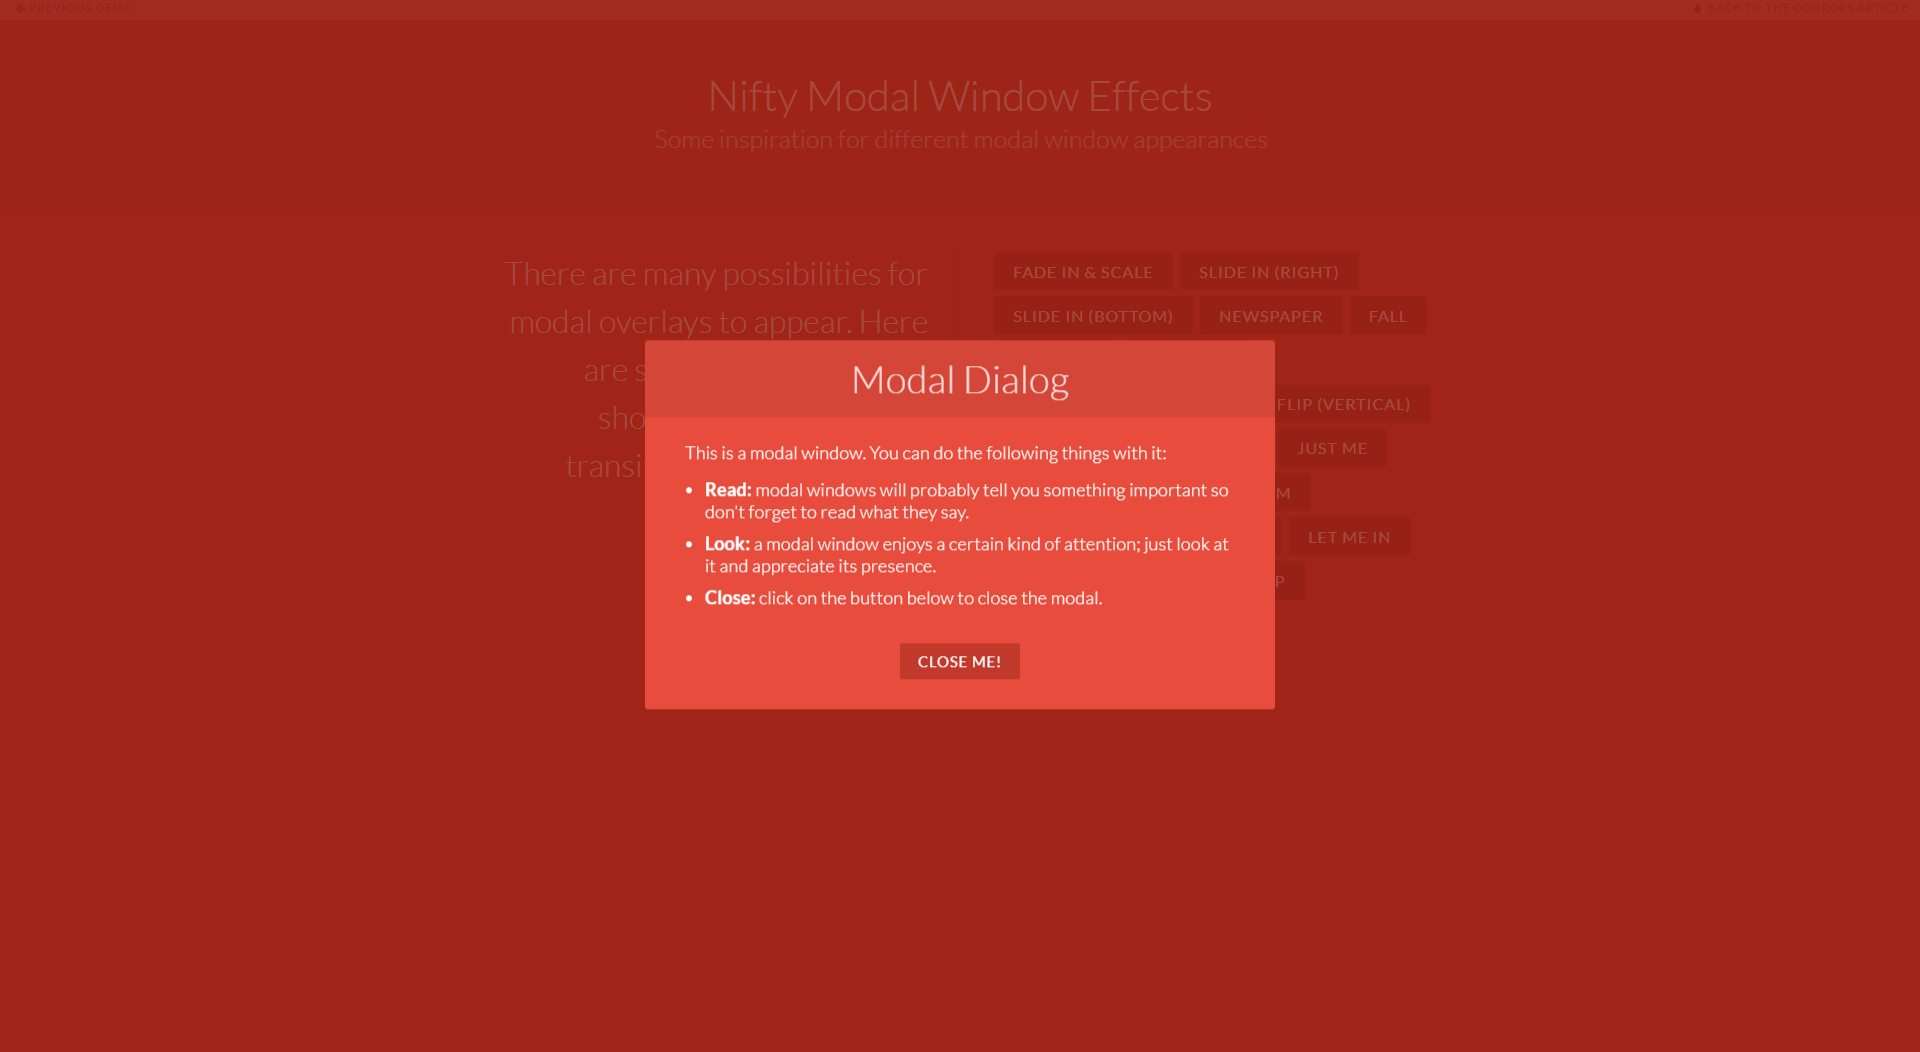 PREVIOUS DEMO
BACK TO THE CODROPS ARTICLE
Nifty Modal Window Effects
Some inspiration for different modal window appearances
There are many possibilities for
modal overlays to appear. Here
are s
sho
transi
FADE IN & SCALE
SLIDE IN (RIGHT)
SLIDE IN (BOTTOM)
NEWSPAPER
FALL
FLIP (VERTICAL)
JUST ME
M
LET ME IN
P
Modal Dialog
This is a modal window. You can do the following things with it:
• Read: modal windows will probably tell you something important so
don't forget to read what they say.
• Look: a modal window enjoys a certain kind of attention; just look at
it and appreciate its presence.
• Close: click on the button below to close the modal.
CLOSE ME!